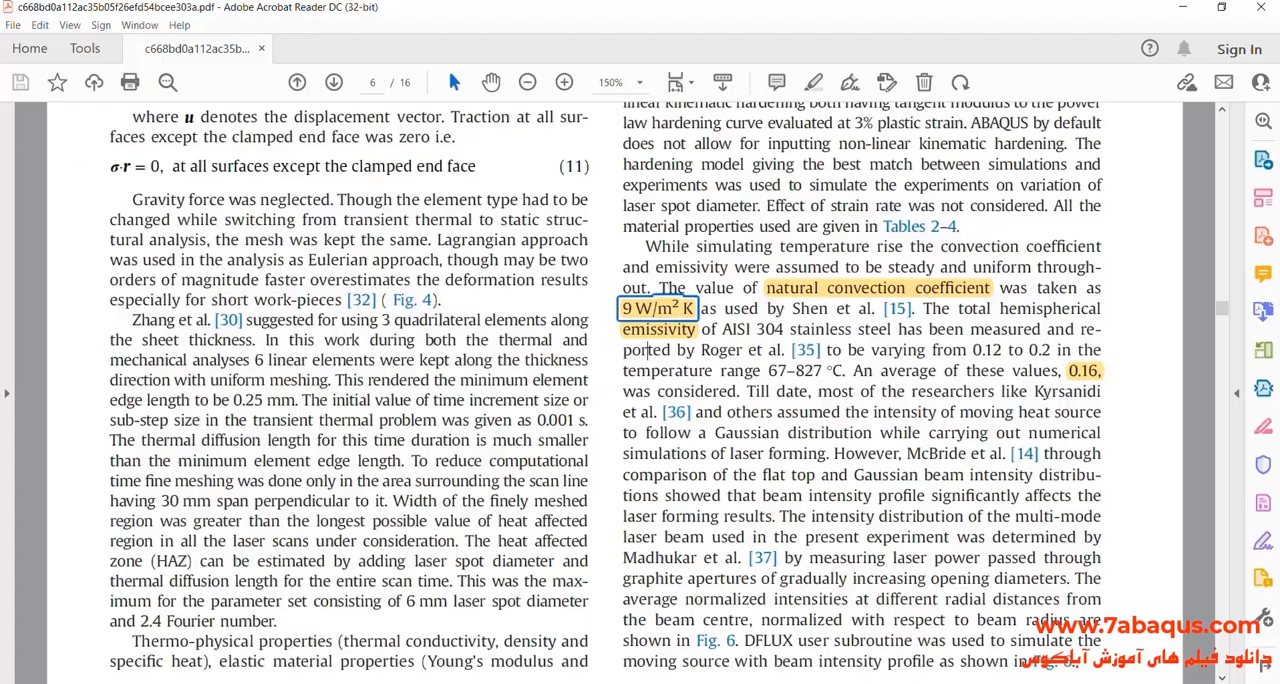 c668bd0a112ac35b05f26efd54bcee303a.pdf - Adobe Acrobat Reader DC (32-bit)
File Edit View Sign Window Help
Home Tools c668bd0a112ac35b... × Sign In
6 / 16 150%
where u denotes the displacement vector. Traction at all sur-
faces except the clamped end face was zero i.e.
σ·r = 0, at all surfaces except the clamped end face (11)
Gravity force was neglected. Though the element type had to be
changed while switching from transient thermal to static struc-
tural analysis, the mesh was kept the same. Lagrangian approach
was used in the analysis as Eulerian approach, though may be two
orders of magnitude faster overestimates the deformation results
especially for short work-pieces [32] ( Fig. 4).
Zhang et al. [30] suggested for using 3 quadrilateral elements along
the sheet thickness. In this work during both the thermal and
mechanical analyses 6 linear elements were kept along the thickness
direction with uniform meshing. This rendered the minimum element
edge length to be 0.25 mm. The initial value of time increment size or
sub-step size in the transient thermal problem was given as 0.001 s.
The thermal diffusion length for this time duration is much smaller
than the minimum element edge length. To reduce computational
time fine meshing was done only in the area surrounding the scan line
having 30 mm span perpendicular to it. Width of the finely meshed
region was greater than the longest possible value of heat affected
region in all the laser scans under consideration. The heat affected
zone (HAZ) can be estimated by adding laser spot diameter and
thermal diffusion length for the entire scan time. This was the max-
imum for the parameter set consisting of 6 mm laser spot diameter
and 2.4 Fourier number.
Thermo-physical properties (thermal conductivity, density and
specific heat), elastic material properties (Young's modulus and
linear kinematic hardening both having tangent modulus to the power
law hardening curve evaluated at 3% plastic strain. ABAQUS by default
does not allow for inputting non-linear kinematic hardening. The
hardening model giving the best match between simulations and
experiments was used to simulate the experiments on variation of
laser spot diameter. Effect of strain rate was not considered. All the
material properties used are given in Tables 2–4.
While simulating temperature rise the convection coefficient
and emissivity were assumed to be steady and uniform through-
out. The value of natural convection coefficient was taken as
9 W/m² K as used by Shen et al. [15]. The total hemispherical
emissivity of AISI 304 stainless steel has been measured and re-
ported by Roger et al. [35] to be varying from 0.12 to 0.2 in the
temperature range 67–827 °C. An average of these values, 0.16,
was considered. Till date, most of the researchers like Kyrsanidi
et al. [36] and others assumed the intensity of moving heat source
to follow a Gaussian distribution while carrying out numerical
simulations of laser forming. However, McBride et al. [14] through
comparison of the flat top and Gaussian beam intensity distribu-
tions showed that beam intensity profile significantly affects the
laser forming results. The intensity distribution of the multi-mode
laser beam used in the present experiment was determined by
Madhukar et al. [37] by measuring laser power passed through
graphite apertures of gradually increasing opening diameters. The
average normalized intensities at different radial distances from
the beam centre, normalized with respect to beam radius are
shown in Fig. 6. DFLUX user subroutine was used to simulate the
moving source with beam intensity profile as shown in
www.7abaqus.com
دانلود فیلم های آموزش آباکوس